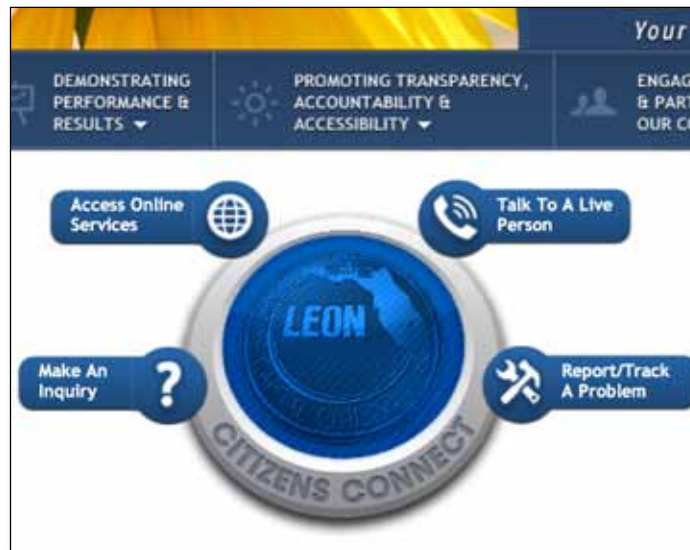 Your
DEMONSTRATING
PERFORMANCE &
RESULTS
PROMOTING TRANSPARENCY,
ACCOUNTABILITY &
ACCESSIBILITY
ENGAG
& PART
OUR CO
Access Online
Services
Talk To A Live
Person
LEON
Make An
Inquiry
Report/Track
A Problem
CITIZENS CONNECT